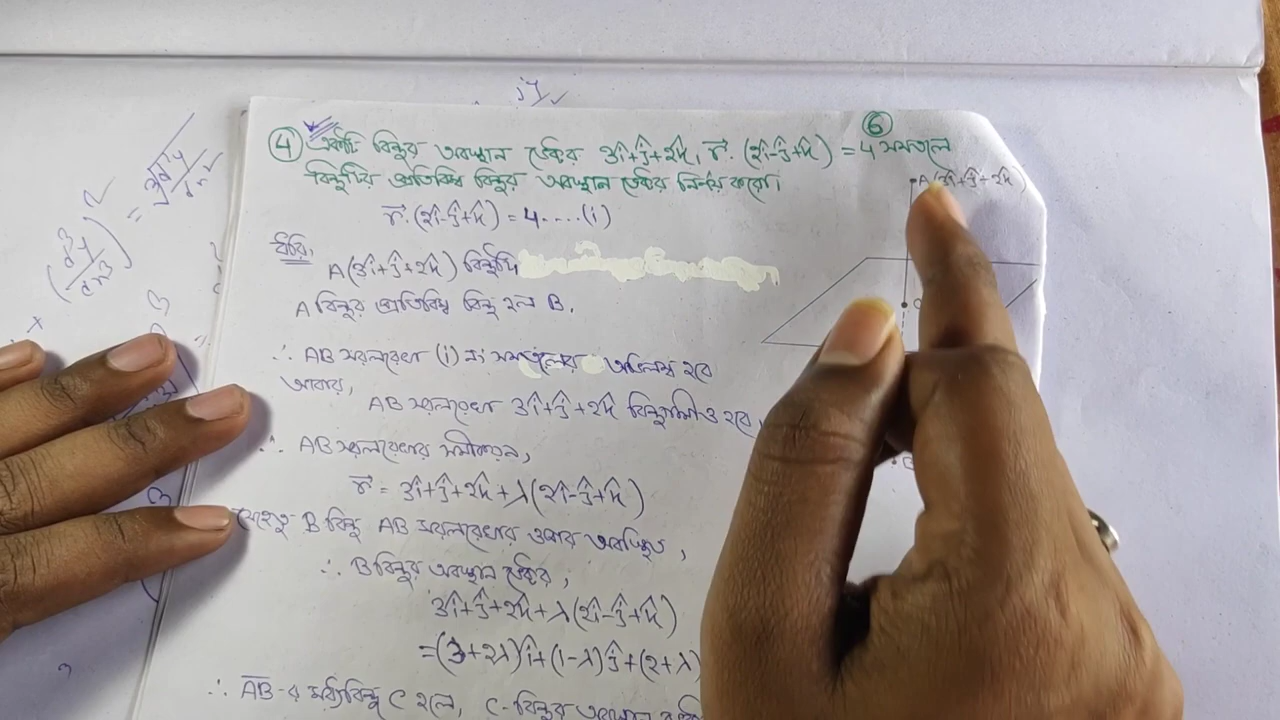 ④ একটি বিন্দুর অবস্থান ভেক্টর 3î+ĵ+2k̂, r⃗.(2î-ĵ+k̂) = 4 সমতলে
বিন্দুটির প্রতিবিম্ব বিন্দুর অবস্থান ভেক্টর নির্ণয় করো।
⑥
r⃗.(2î-ĵ+k̂) = 4....(i)
A(3î+ĵ+2k̂)
ধরি,
A(3î+ĵ+2k̂) বিন্দুটি
A বিন্দুর প্রতিবিম্ব বিন্দু হল B.
∴ AB সরলরেখা (i) নং সমতলের অভিলম্ব হবে
আবার,
AB সরলরেখা 3î+ĵ+2k̂ বিন্দুগামীও হবে,
∴ AB সরলরেখার সমীকরণ,
r⃗ = 3î+ĵ+2k̂+λ(2î-ĵ+k̂)
যেহেতু B বিন্দু AB সরলরেখার ওপর অবস্থিত,
∴ B বিন্দুর অবস্থান ভেক্টর,
3î+ĵ+2k̂+λ(2î-ĵ+k̂)
=(3+2λ)î+(1-λ)ĵ+(2+λ)
∴ A̅B̅-র মধ্যবিন্দু C হলে, C-বিন্দুর অবস্থান